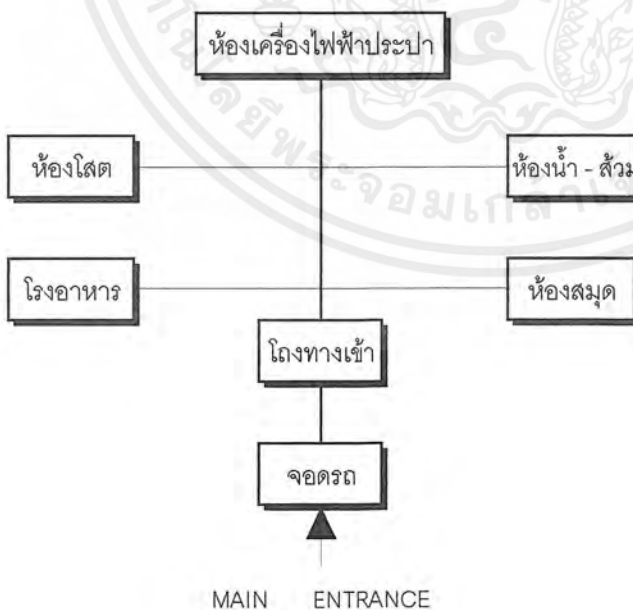 ห้องเครื่องไฟฟ้าประปา
ห้องโสต
ห้องน้ำ - ส้วม
โรงอาหาร
ห้องสมุด
โถงทางเข้า
จอดรถ
MAIN ENTRANCE